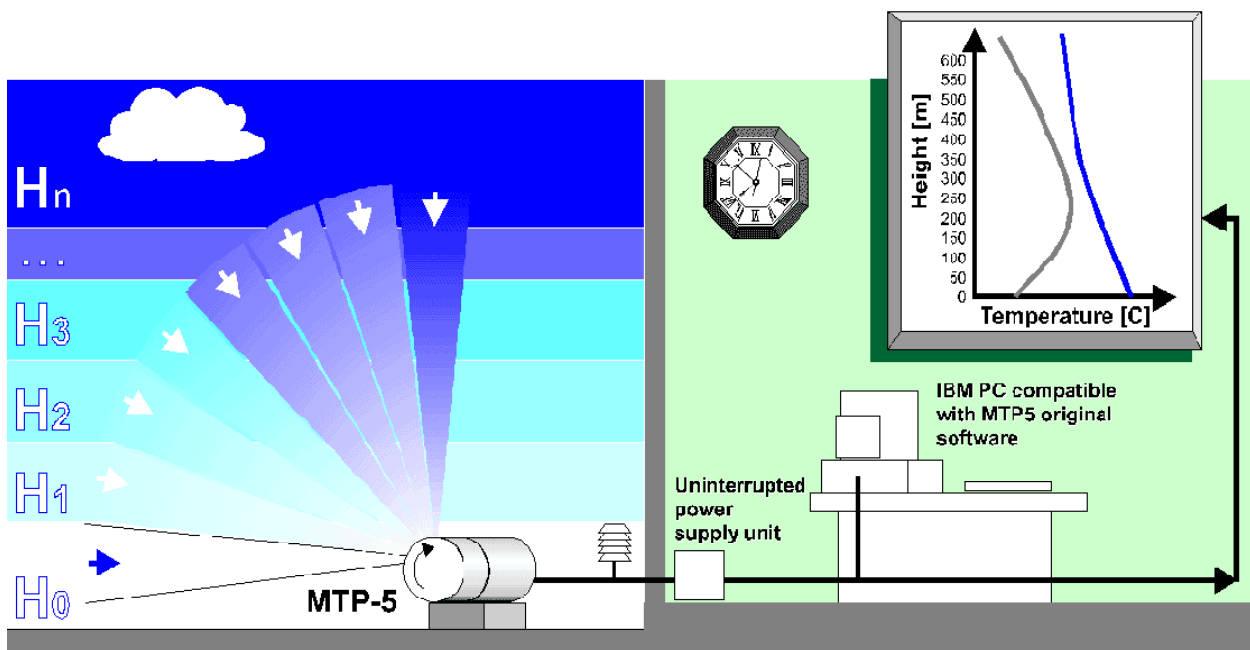 Hn
...
H3
H2
H1
H0
MTP-5
Uninterrupted
power
supply unit
IBM PC compatible
with MTP5 original
software
Height [m]
600
550
500
450
400
350
300
250
200
150
100
50
0
Temperature [C]